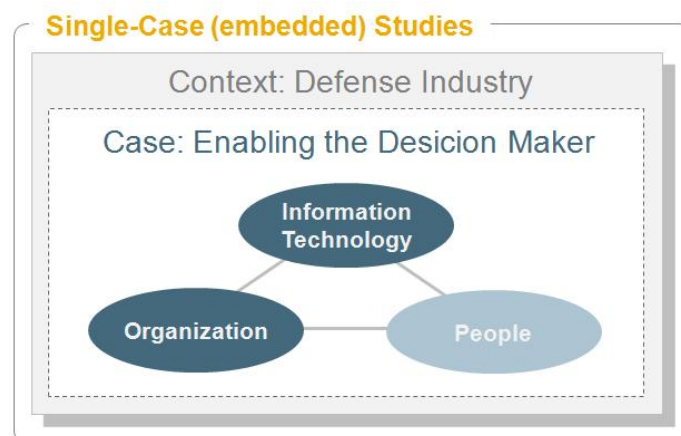 Single-Case (embedded) Studies
Context: Defense Industry
Case: Enabling the Desicion Maker
Information
Technology
Organization
People